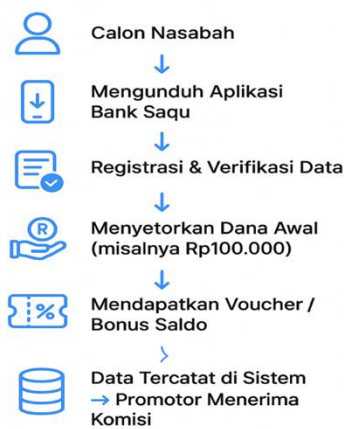 Calon Nasabah
↓
Mengunduh Aplikasi
Bank Saqu
↓
Registrasi & Verifikasi Data
↓
R
Menyetorkan Dana Awal
(misalnya Rp100.000)
↓
%
Mendapatkan Voucher /
Bonus Saldo
Data Tercatat di Sistem
→ Promotor Menerima
Komisi